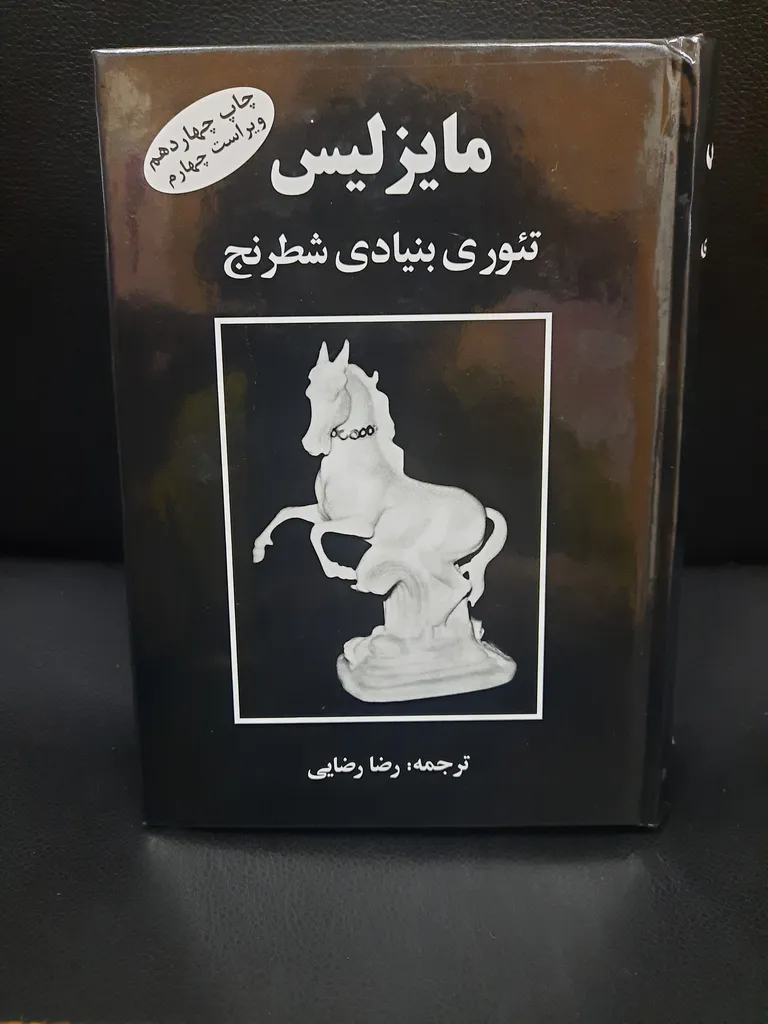 چاپ چهاردهم
ویراست چهارم
مایزلیس
تئوری بنیادی شطرنج
ترجمه: رضا رضایی